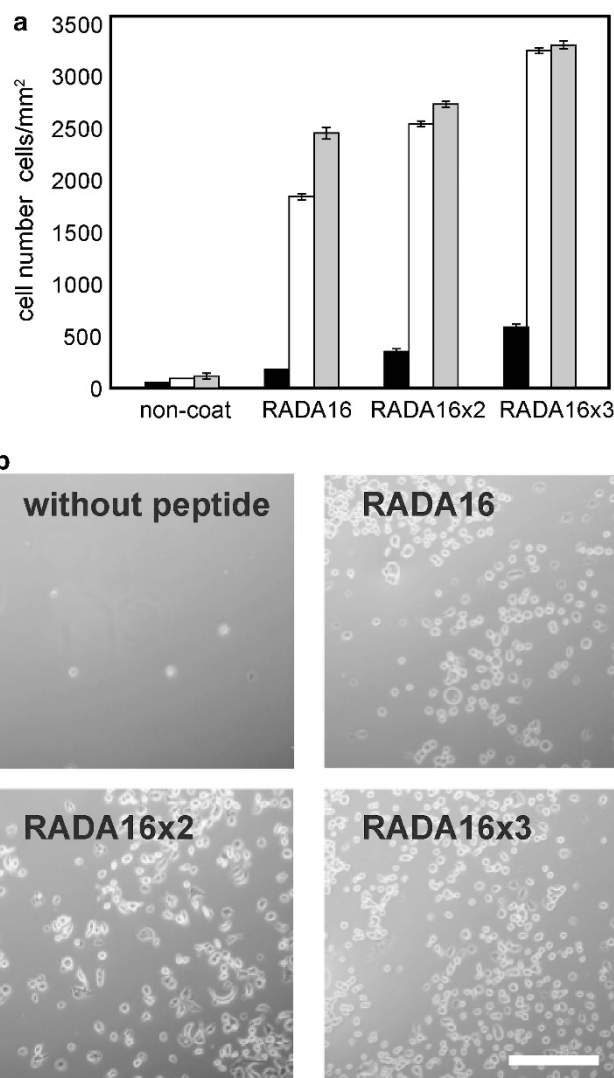 a
3500
3000
2500
2000
1500
1000
500
0
cell number cells/mm²
non-coat RADA16 RADA16x2 RADA16x3
b
without peptide RADA16
RADA16x2 RADA16x3